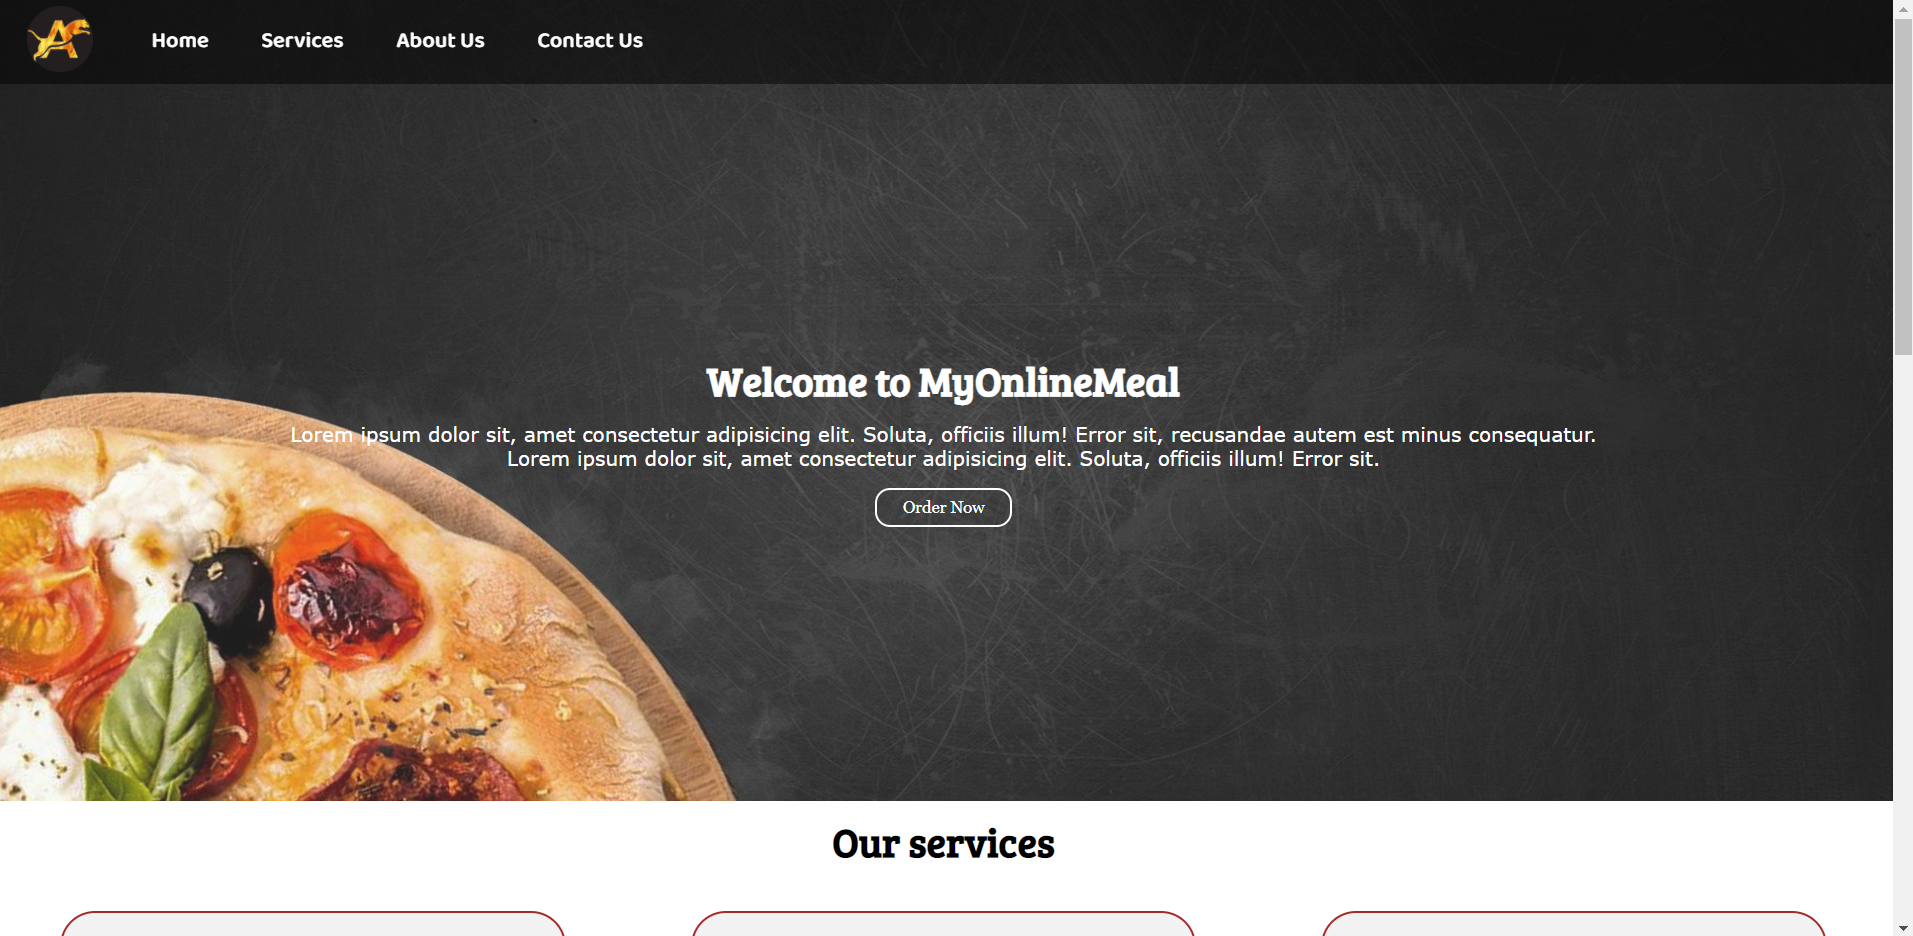 A
Home
Services
About Us
Contact Us
Welcome to MyOnlineMeal
Lorem ipsum dolor sit, amet consectetur adipisicing elit. Soluta, officiis illum! Error sit, recusandae autem est minus consequatur.
Lorem ipsum dolor sit, amet consectetur adipisicing elit. Soluta, officiis illum! Error sit.
Order Now
Our services